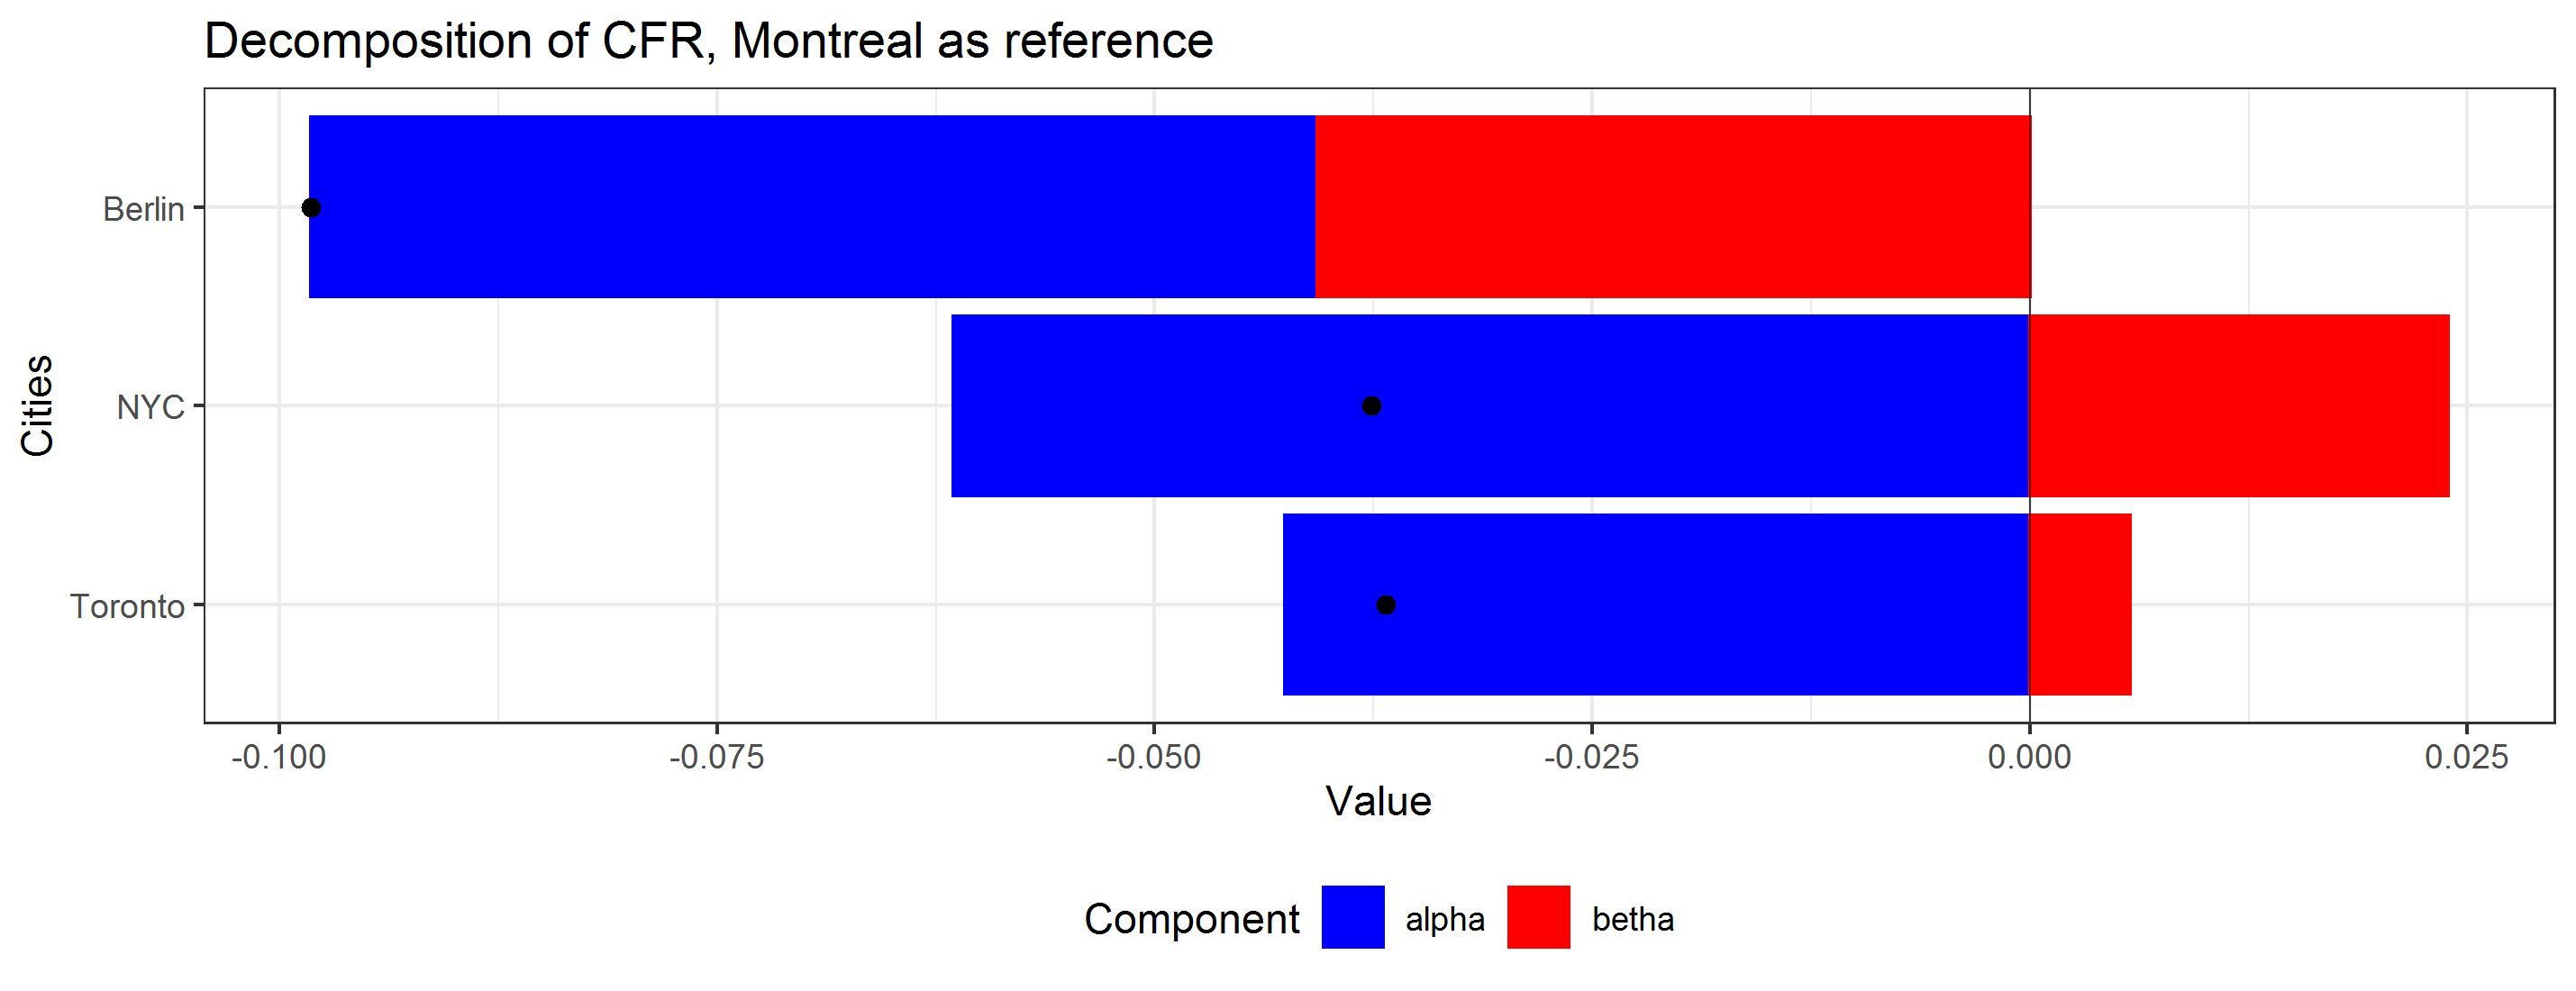 Decomposition of CFR, Montreal as reference
Cities
Berlin
NYC
Toronto
-0.100 -0.075 -0.050 -0.025 0.000 0.025
Value
Component alpha betha